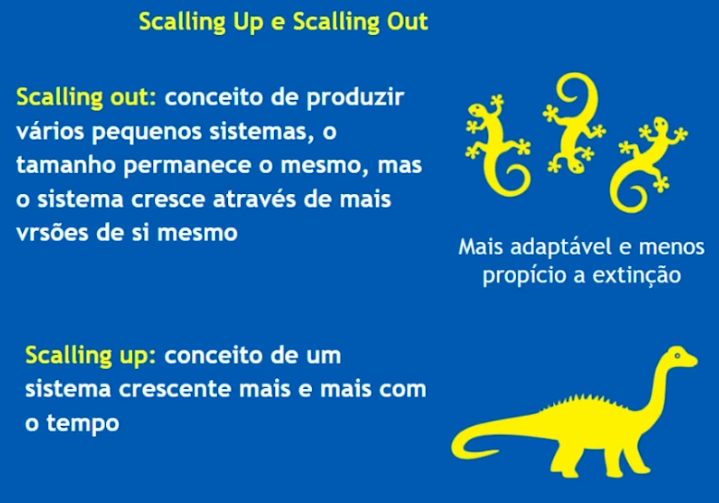 Scalling Up e Scalling Out
Scalling out: conceito de produzir
vários pequenos sistemas, o
tamanho permanece o mesmo, mas
o sistema cresce através de mais
vrsões de si mesmo
Mais adaptável e menos
propício a extinção
Scalling up: conceito de um
sistema crescente mais e mais com
o tempo